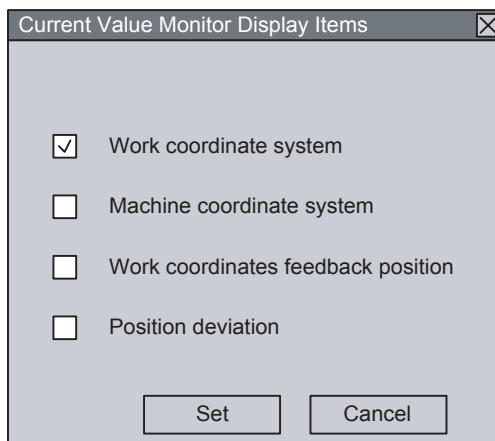 Current Value Monitor Display Items
Work coordinate system
Machine coordinate system
Work coordinates feedback position
Position deviation
Set Cancel